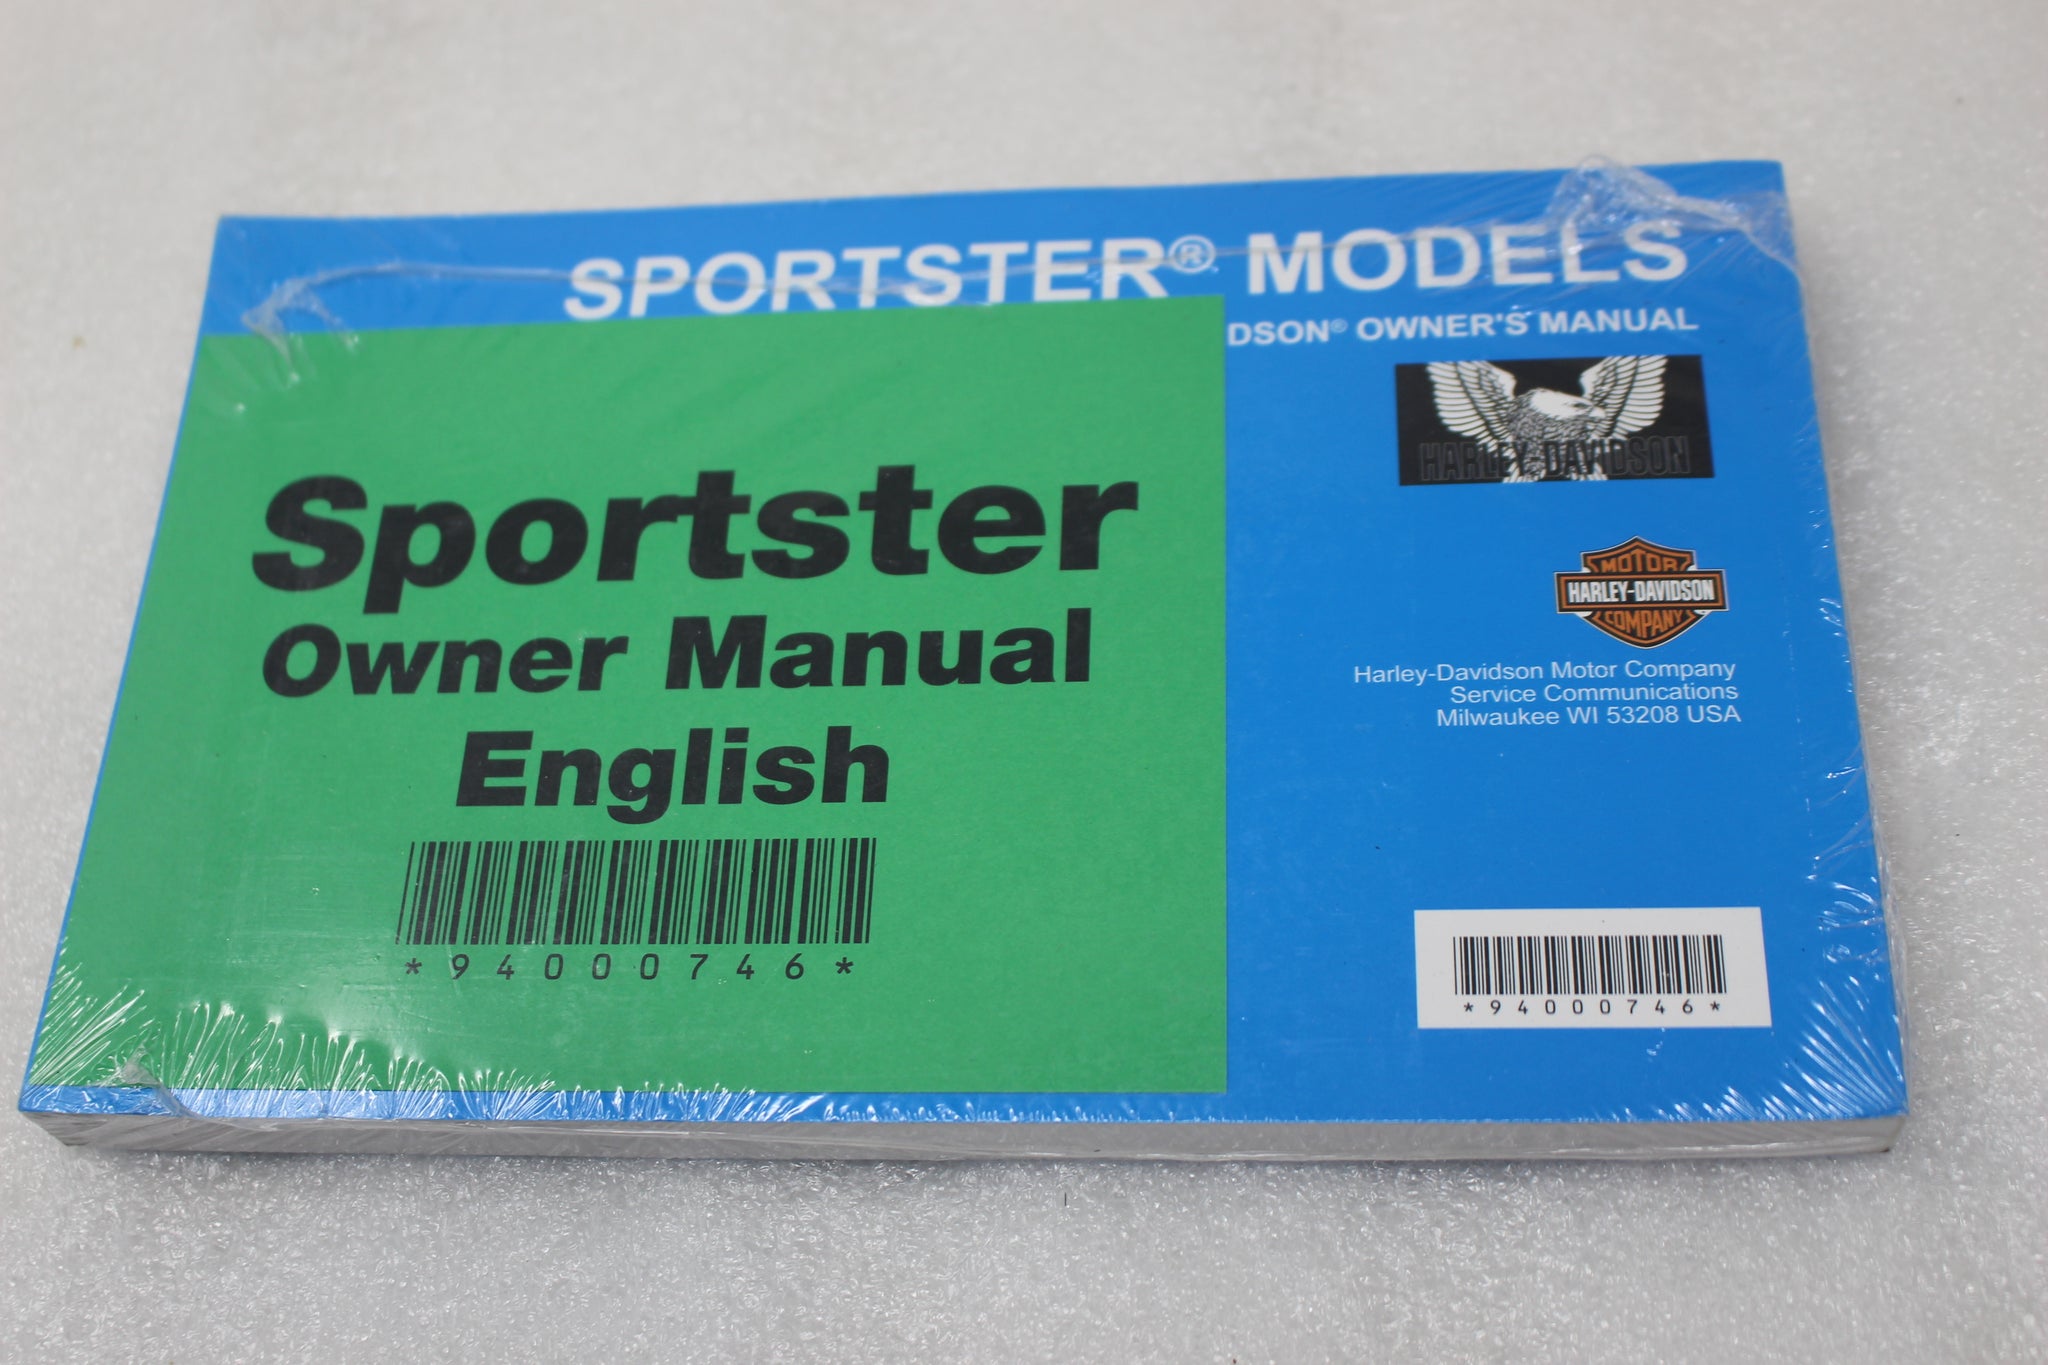 SPORTSTER® MODELS
DSON® OWNER'S MANUAL
HARLEY-DAVIDSON
MOTOR
HARLEY-DAVIDSON
COMPANY
Harley-Davidson Motor Company
Service Communications
Milwaukee WI 53208 USA
Sportster
Owner Manual
English
*94000746*
*94000746*